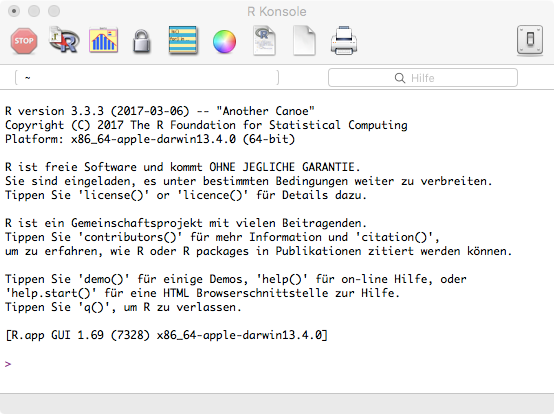 R Konsole
STOP
R
~
Hilfe
R version 3.3.3 (2017-03-06) -- "Another Canoe"
Copyright (C) 2017 The R Foundation for Statistical Computing
Platform: x86_64-apple-darwin13.4.0 (64-bit)
R ist freie Software und kommt OHNE JEGLICHE GARANTIE.
Sie sind eingeladen, es unter bestimmten Bedingungen weiter zu verbreiten.
Tippen Sie 'license()' or 'licence()' für Details dazu.
R ist ein Gemeinschaftsprojekt mit vielen Beitragenden.
Tippen Sie 'contributors()' für mehr Information und 'citation()',
um zu erfahren, wie R oder R packages in Publikationen zitiert werden können.
Tippen Sie 'demo()' für einige Demos, 'help()' für on-line Hilfe, oder
'help.start()' für eine HTML Browserschnittstelle zur Hilfe.
Tippen Sie 'q()', um R zu verlassen.
[R.app GUI 1.69 (7328) x86_64-apple-darwin13.4.0]
>